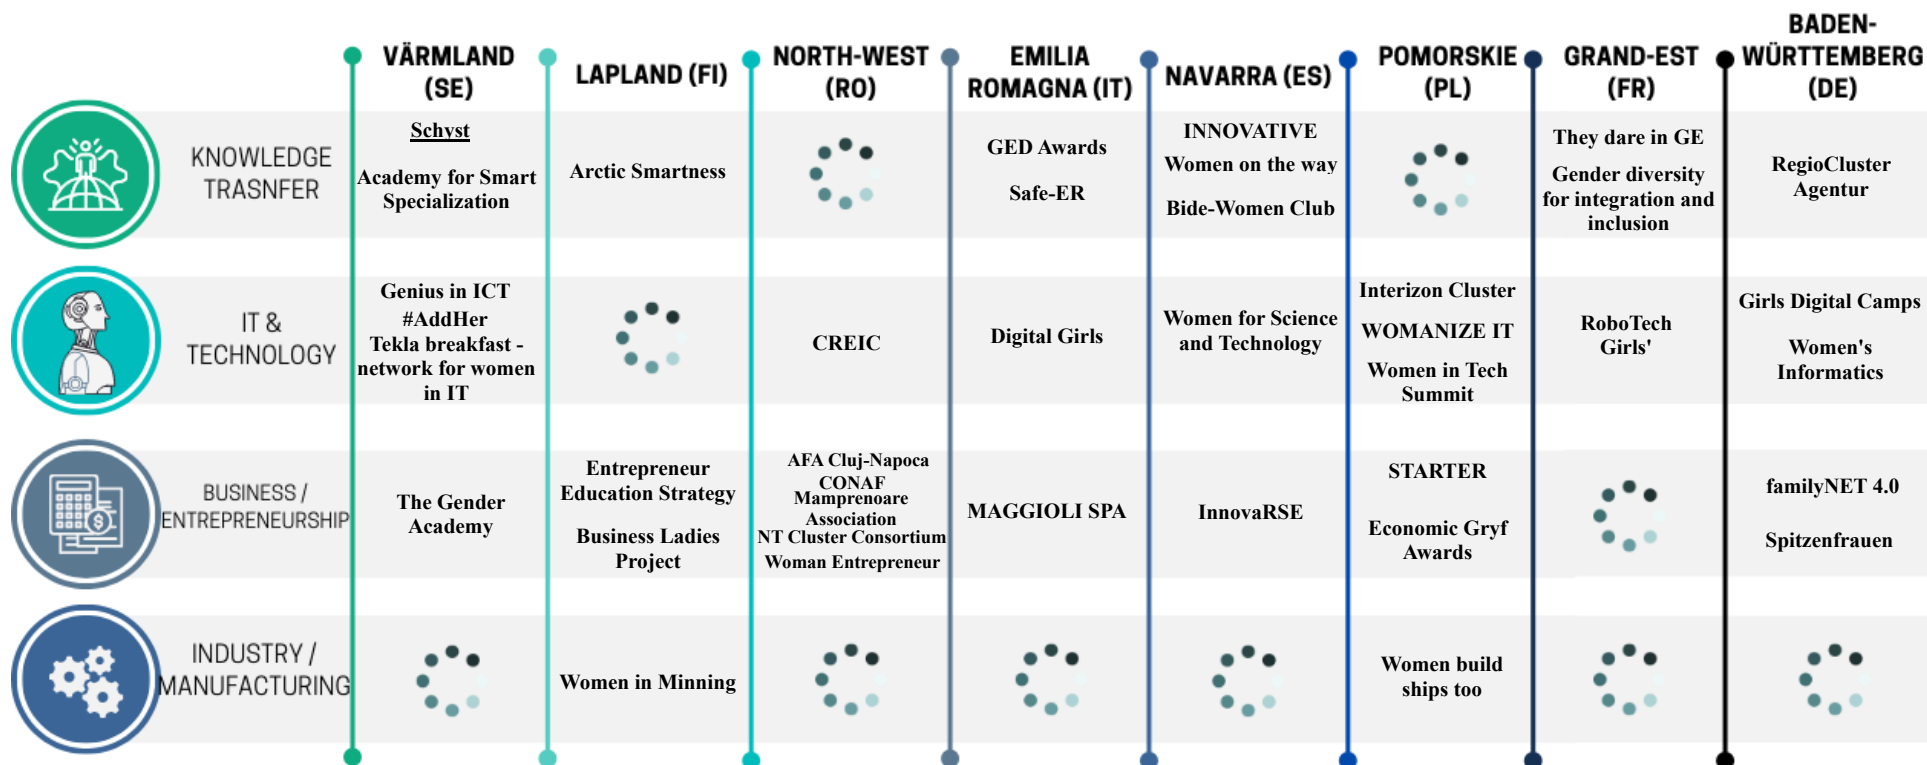 VÄRMLAND
(SE)
LAPLAND (FI)
NORTH-WEST
(RO)
EMILIA
ROMAGNA (IT)
NAVARRA (ES)
POMORSKIE
(PL)
GRAND-EST
(FR)
BADEN-
WÜRTTEMBERG
(DE)
KNOWLEDGE
TRASNFER
Schyst
Academy for Smart
Specialization
Arctic Smartness
GED Awards
Safe-ER
INNOVATIVE
Women on the way
Bide-Women Club
They dare in GE
Gender diversity
for integration and
inclusion
RegioCluster
Agentur
IT &
TECHNOLOGY
Genius in ICT
#AddHer
Tekla breakfast -
network for women
in IT
CREIC
Digital Girls
Women for Science
and Technology
Interizon Cluster
WOMANIZE IT
Women in Tech
Summit
RoboTech
Girls'
Girls Digital Camps
Women's
Informatics
BUSINESS /
ENTREPRENEURSHIP
The Gender
Academy
Entrepreneur
Education Strategy
Business Ladies
Project
AFA Cluj-Napoca
CONAF
Mamprenoare
Association
NT Cluster Consortium
Woman Entrepreneur
MAGGIOLI SPA
InnovaRSE
STARTER
Economic Gryf
Awards
familyNET 4.0
Spitzenfrauen
INDUSTRY /
MANUFACTURING
Women in Minning
Women build
ships too